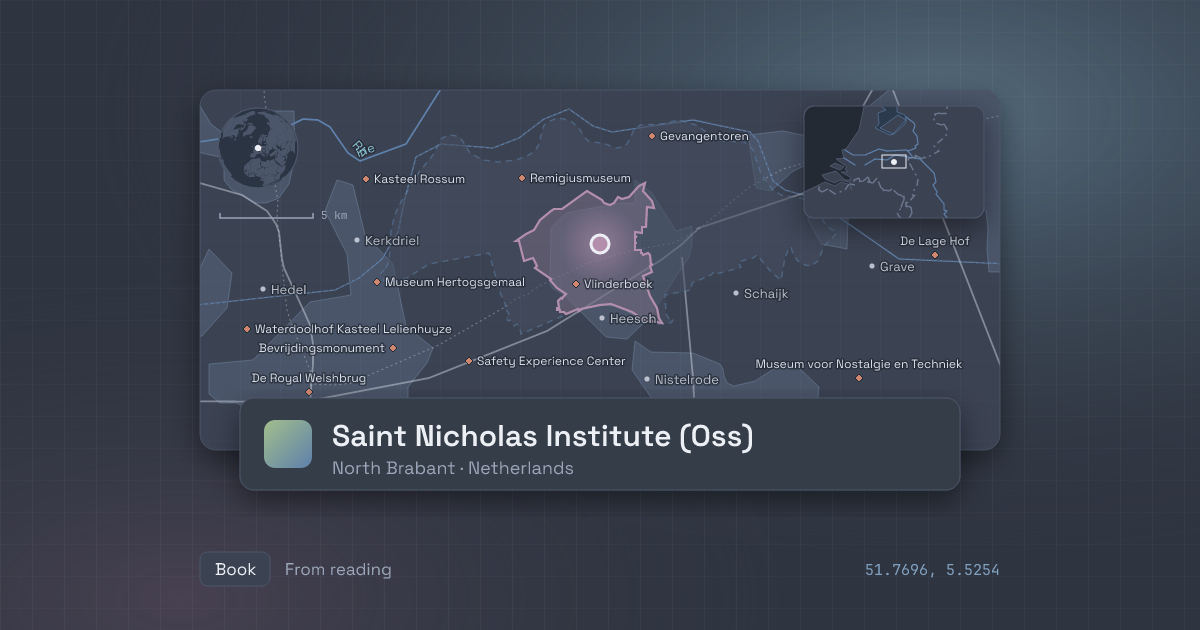 Gevangentoren
Kasteel Rossum
Remigiusmuseum
5 km
Kerkdriel
De Lage Hof
Grave
Museum Hertogsgemaal
Vlinderboek
Hedel
Schaijk
Heesch
Waterdoolhof Kasteel Lelienhuyze
Bevrijdingsmonument
Safety Experience Center
Museum voor Nostalgie en Techniek
De Royal Welshbrug
Nistelrode
Saint Nicholas Institute (Oss)
North Brabant · Netherlands
Book
From reading
51.7696, 5.5254